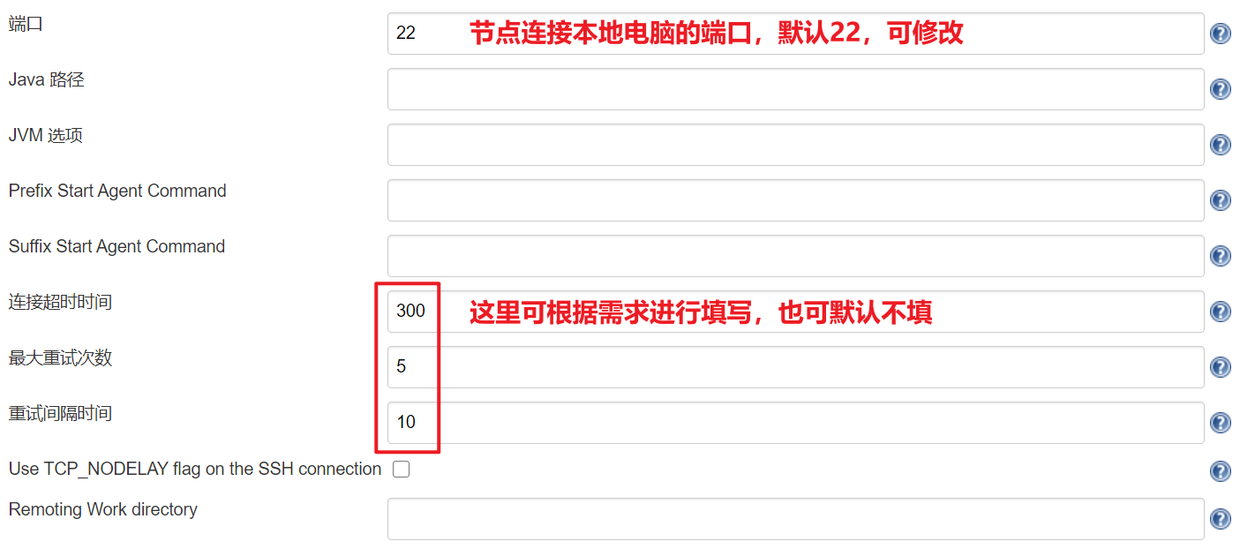 端口
22 节点连接本地电脑的端口，默认22，可修改
Java 路径
JVM 选项
Prefix Start Agent Command
Suffix Start Agent Command
连接超时时间
300 这里可根据需求进行填写，也可默认不填
最大重试次数
5
重试间隔时间
10
Use TCP_NODELAY flag on the SSH connection
Remoting Work directory